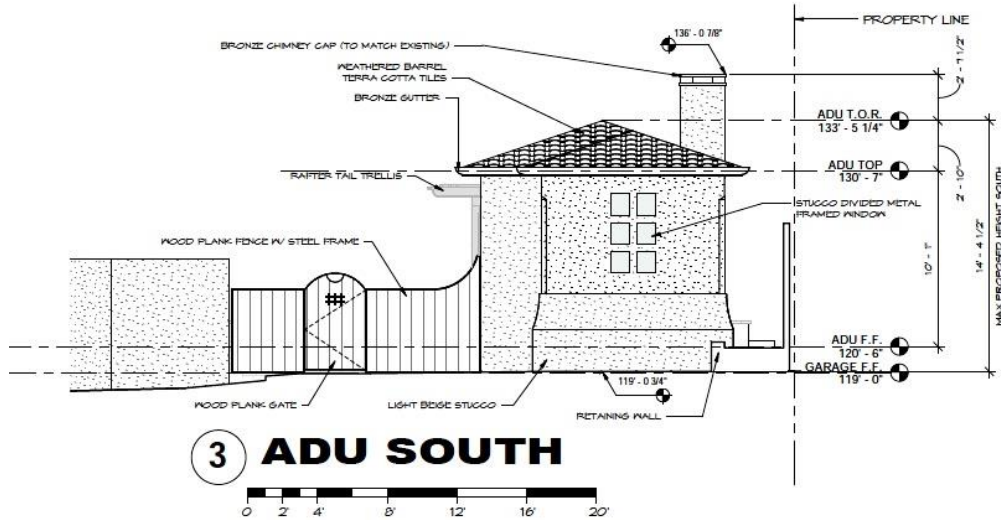 PROPERTY LINE
136' - 0 7/8"
BRONZE CHIMNEY CAP (TO MATCH EXISTING)
2' - 7 1/2"
WEATHERED BARREL
TERRA COTTA TILES
BRONZE GUTTER
ADU T.O.R.
133' - 5 1/4"
ADU TOP
130' - 7"
2' - 10"
RAFTER TAIL TRELLIS
STUCCO DIVIDED METAL
FRAMED WINDOW
WOOD PLANK FENCE W/ STEEL FRAME
10' - 1"
14' - 4 1/2"
MAX PROPOSED HEIGHT SOUTH
ADU F.F.
120' - 6"
GARAGE F.F.
119' - 0"
119' - 0 3/4"
WOOD PLANK GATE
LIGHT BEIGE STUCCO
RETAINING WALL
3 ADU SOUTH
0 2' 4' 8' 12' 16' 20'